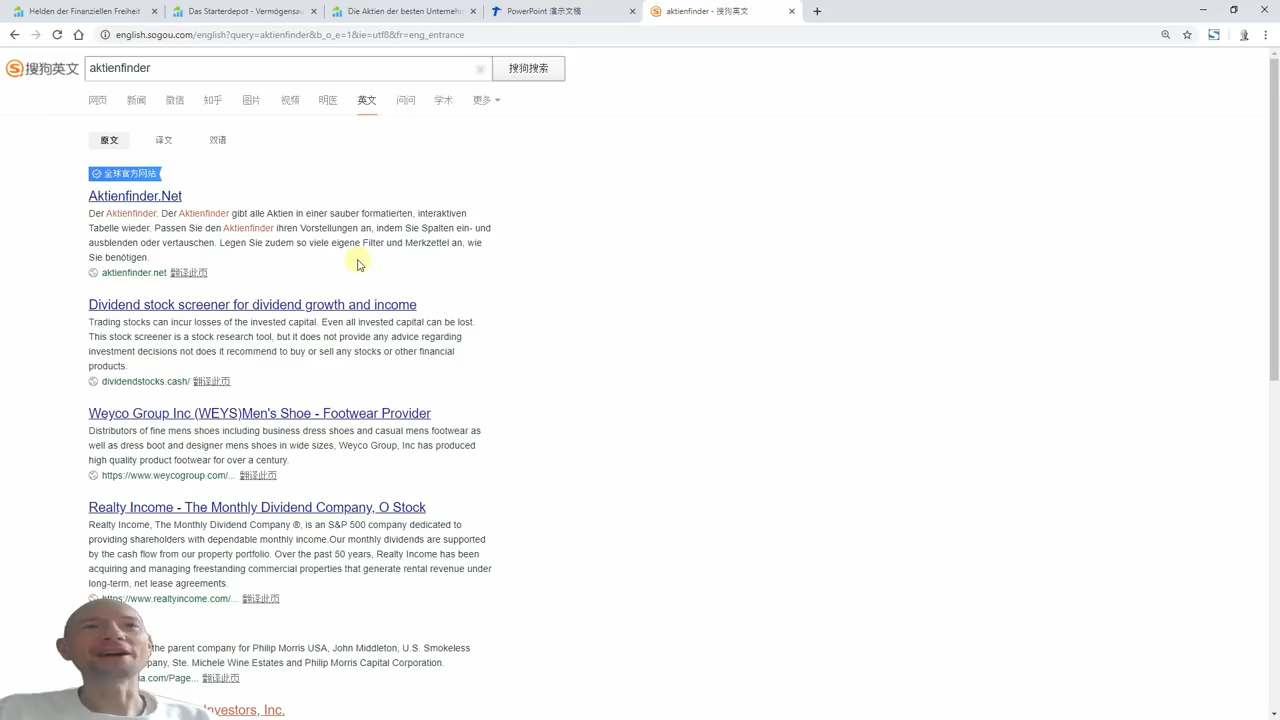 Helden der Finanziellen Freiheit
Das Starterdepot - Vermögensau
Die Aktien der besten Unternehm
PowerPoint 演示文稿
aktienfinder - 搜狗英文
english.sogou.com/english?query=aktienfinder&b_o_e=1&ie=utf8&fr=eng_entrance
搜狗英文
aktienfinder
搜狗搜索
网页 新闻 微信 知乎 图片 视频 明医 英文 问问 学术 更多
原文 译文 双语
全球官方网站
Aktienfinder.Net
Der Aktienfinder. Der Aktienfinder gibt alle Aktien in einer sauber formatierten, interaktiven
Tabelle wieder. Passen Sie den Aktienfinder ihren Vorstellungen an, indem Sie Spalten ein- und
ausblenden oder vertauschen. Legen Sie zudem so viele eigene Filter und Merkzettel an, wie
Sie benötigen.
aktienfinder.net 翻译此页
Dividend stock screener for dividend growth and income
Trading stocks can incur losses of the invested capital. Even all invested capital can be lost.
This stock screener is a stock research tool, but it does not provide any advice regarding
investment decisions not does it recommend to buy or sell any stocks or other financial
products.
dividendstocks.cash/ 翻译此页
Weyco Group Inc (WEYS)Men's Shoe - Footwear Provider
Distributors of fine mens shoes including business dress shoes and casual mens footwear as
well as dress boot and designer mens shoes in wide sizes, Weyco Group, Inc has produced
high quality product footwear for over a century.
https://www.weycogroup.com/... 翻译此页
Realty Income - The Monthly Dividend Company, O Stock
Realty Income, The Monthly Dividend Company ®, is an S&P 500 company dedicated to
providing shareholders with dependable monthly income.Our monthly dividends are supported
by the cash flow from our property portfolio. Over the past 50 years, Realty Income has been
acquiring and managing freestanding commercial properties that generate rental revenue under
long-term, net lease agreements.
https://www.realtyincome.com/... 翻译此页
the parent company for Philip Morris USA, John Middleton, U.S. Smokeless
pany, Ste. Michele Wine Estates and Philip Morris Capital Corporation.
a.com/Page... 翻译此页
Investors, Inc.